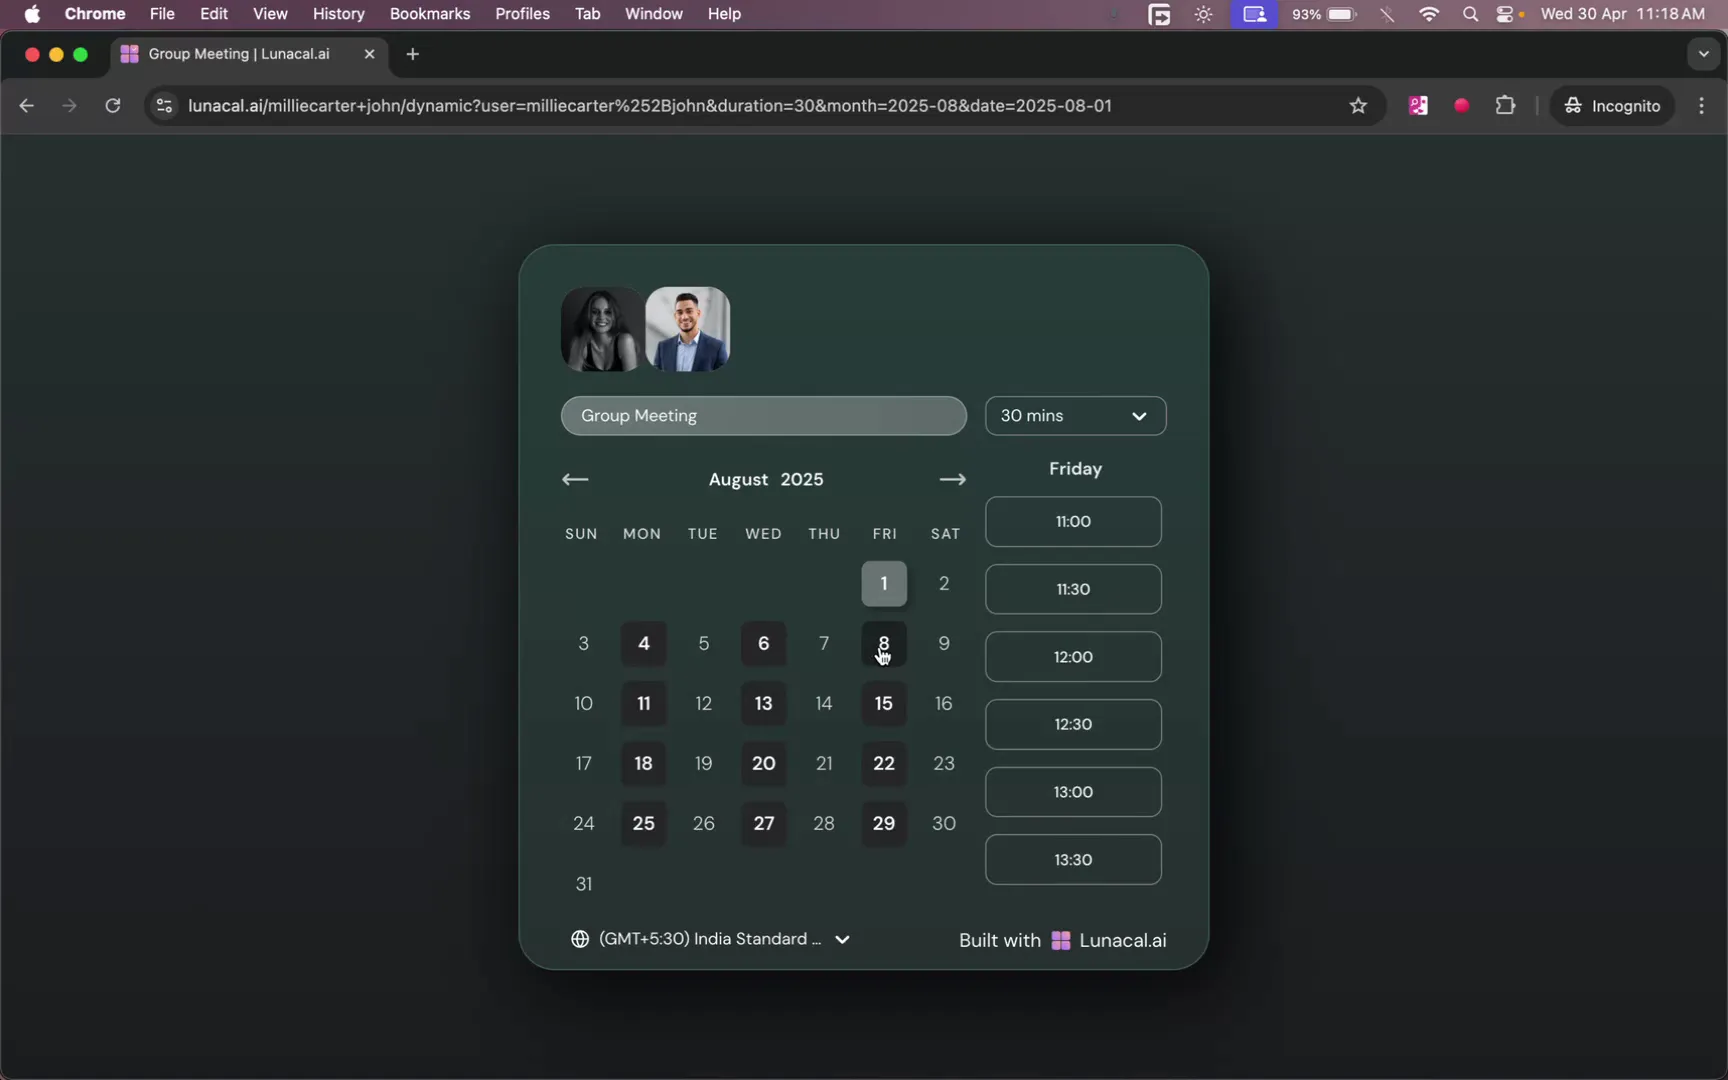 Chrome File Edit View History Bookmarks Profiles Tab Window Help 93% Wed 30 Apr 11:18 AM
Group Meeting | Lunacal.ai
lunacal.ai/milliecarter+john/dynamic?user=milliecarter%252Bjohn&duration=30&month=2025-08&date=2025-08-01 Incognito
Group Meeting 30 mins
August 2025
SUN MON TUE WED THU FRI SAT
1 2
3 4 5 6 7 8 9
10 11 12 13 14 15 16
17 18 19 20 21 22 23
24 25 26 27 28 29 30
31
Friday
11:00
11:30
12:00
12:30
13:00
13:30
(GMT+5:30) India Standard ...
Built with Lunacal.ai